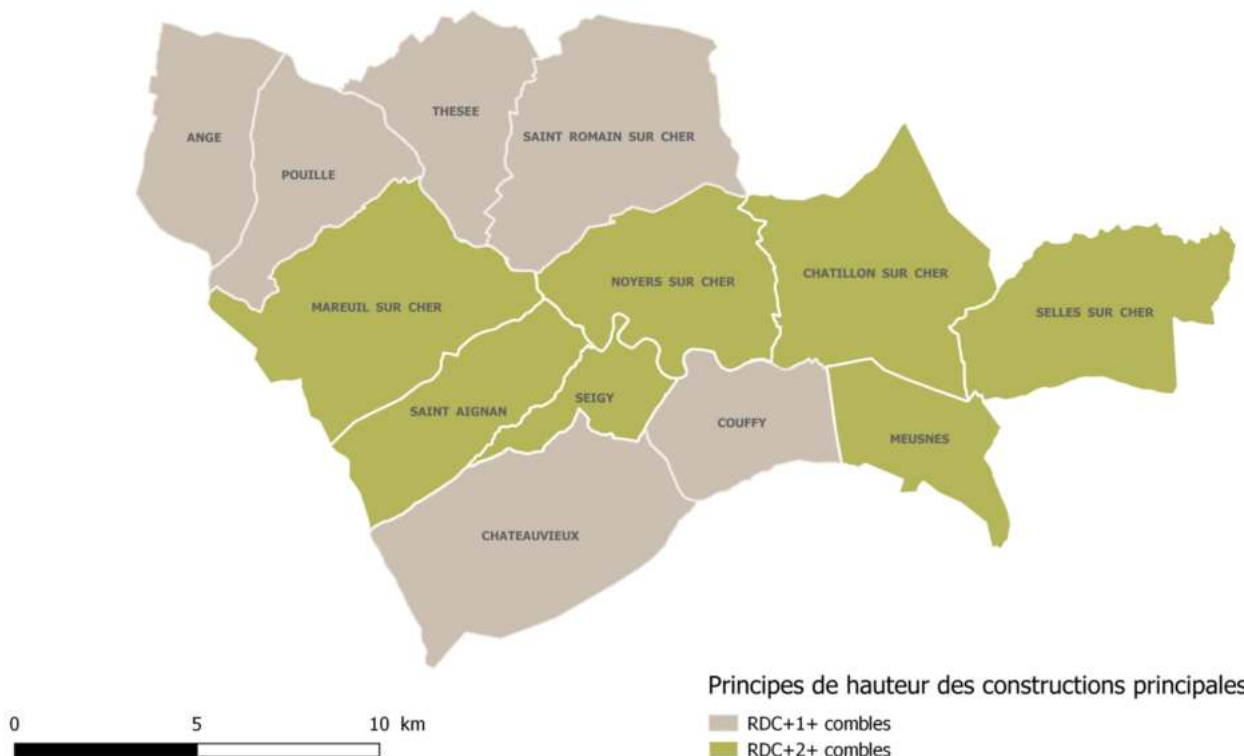 THESEE
ANGE
SAINT ROMAIN SUR CHER
POUILLE
CHATILLON SUR CHER
NOYERS SUR CHER
MAREUIL SUR CHER
SELLES SUR CHER
SEIGY
SAINT AIGNAN
COUFFY
MEUSNES
CHATEAUVIEUX
Principes de hauteur des constructions principales
0 5 10 km
RDC+1+ combles
RDC+2+ combles